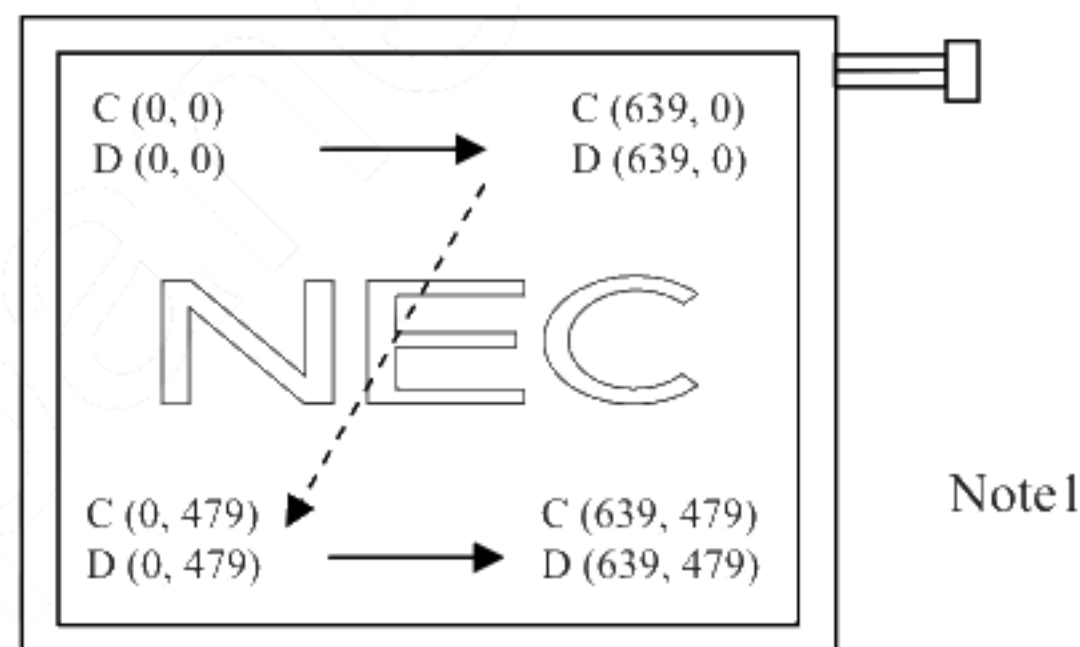 C (0, 0)
D (0, 0)
C (639, 0)
D (639, 0)
NEC
C (0, 479)
D (0, 479)
C (639, 479)
D (639, 479)
Note1